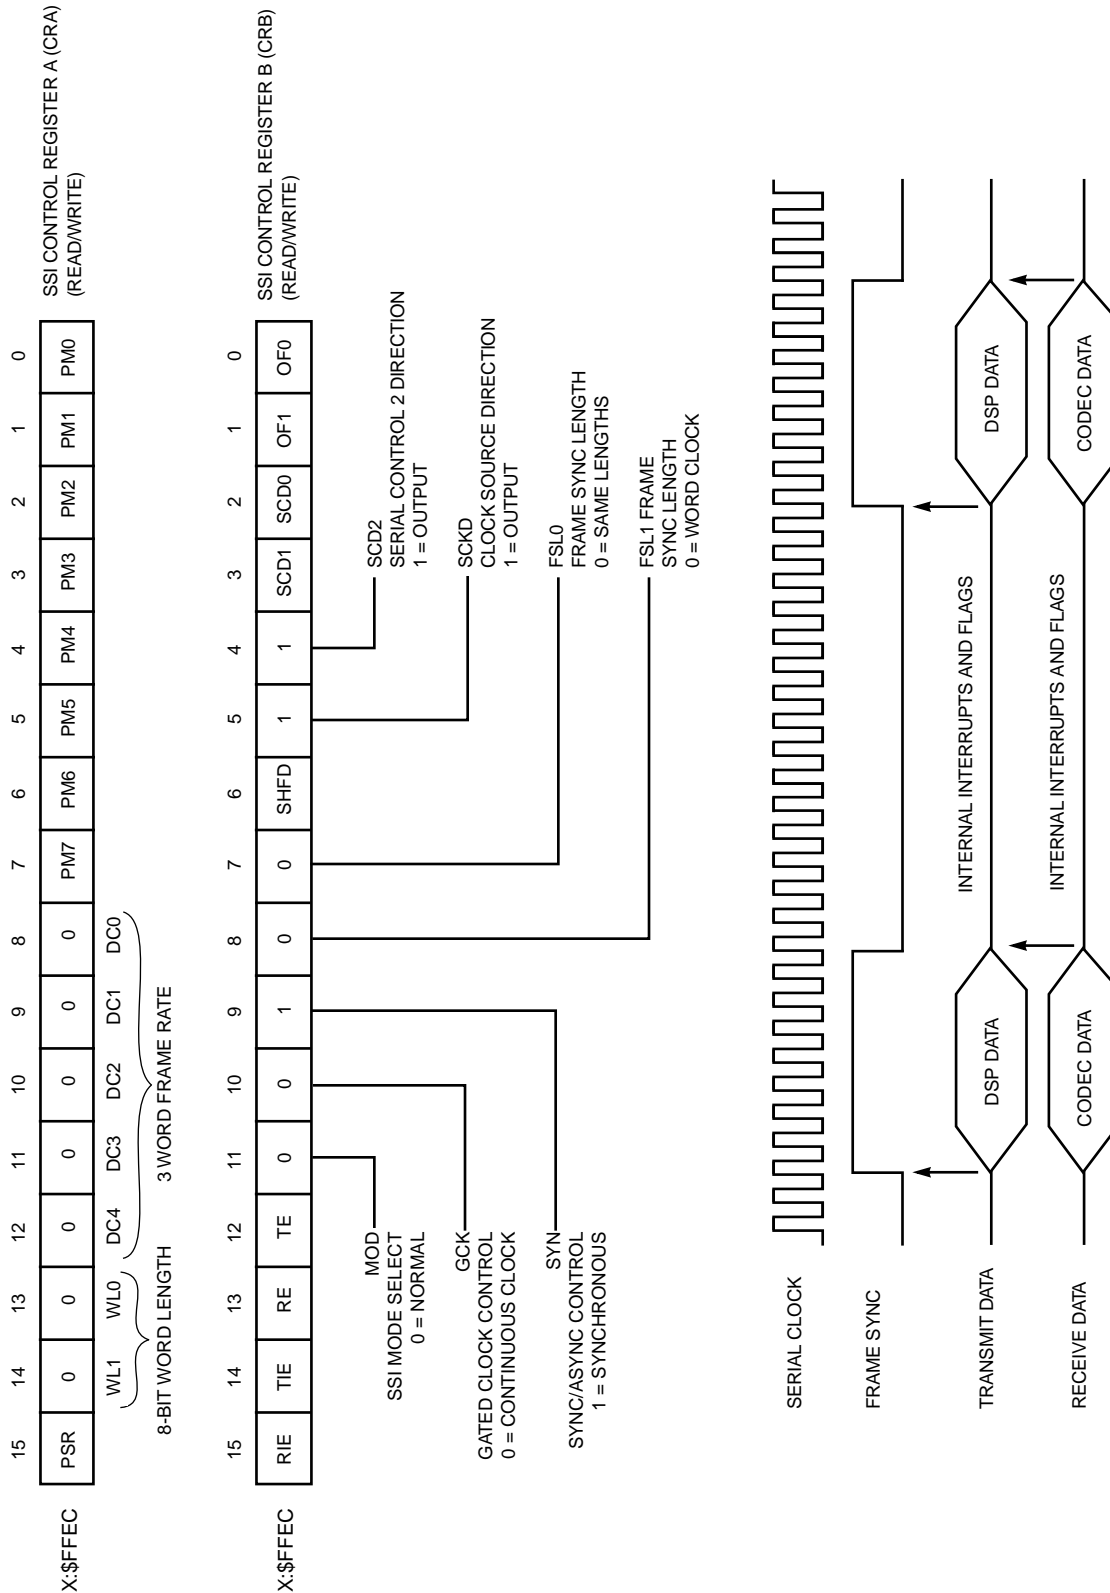 SSI CONTROL REGISTER A (CRA)
(READ/WRITE)
15 14 13 12 11 10 9 8 7 6 5 4 3 2 1 0
X:$FFEC PSR 0 0 0 0 0 0 0 PM7 PM6 PM5 PM4 PM3 PM2 PM1 PM0
WL1 WL0 DC4 DC3 DC2 DC1 DC0
8-BIT WORD LENGTH
3 WORD FRAME RATE
SSI CONTROL REGISTER B (CRB)
(READ/WRITE)
15 14 13 12 11 10 9 8 7 6 5 4 3 2 1 0
X:$FFEC RIE TIE RE TE 0 0 1 0 0 SHFD 1 1 SCD1 SCD0 OF1 OF0
MOD
SSI MODE SELECT
0 = NORMAL
GCK
GATED CLOCK CONTROL
0 = CONTINUOUS CLOCK
SYN
SYNC/ASYNC CONTROL
1 = SYNCHRONOUS
SCD2
SERIAL CONTROL 2 DIRECTION
1 = OUTPUT
SCKD
CLOCK SOURCE DIRECTION
1 = OUTPUT
FSL0
FRAME SYNC LENGTH
0 = SAME LENGTHS
FSL1 FRAME
SYNC LENGTH
0 = WORD CLOCK
SERIAL CLOCK
FRAME SYNC
TRANSMIT DATA DSP DATA INTERNAL INTERRUPTS AND FLAGS DSP DATA
RECEIVE DATA CODEC DATA INTERNAL INTERRUPTS AND FLAGS CODEC DATA